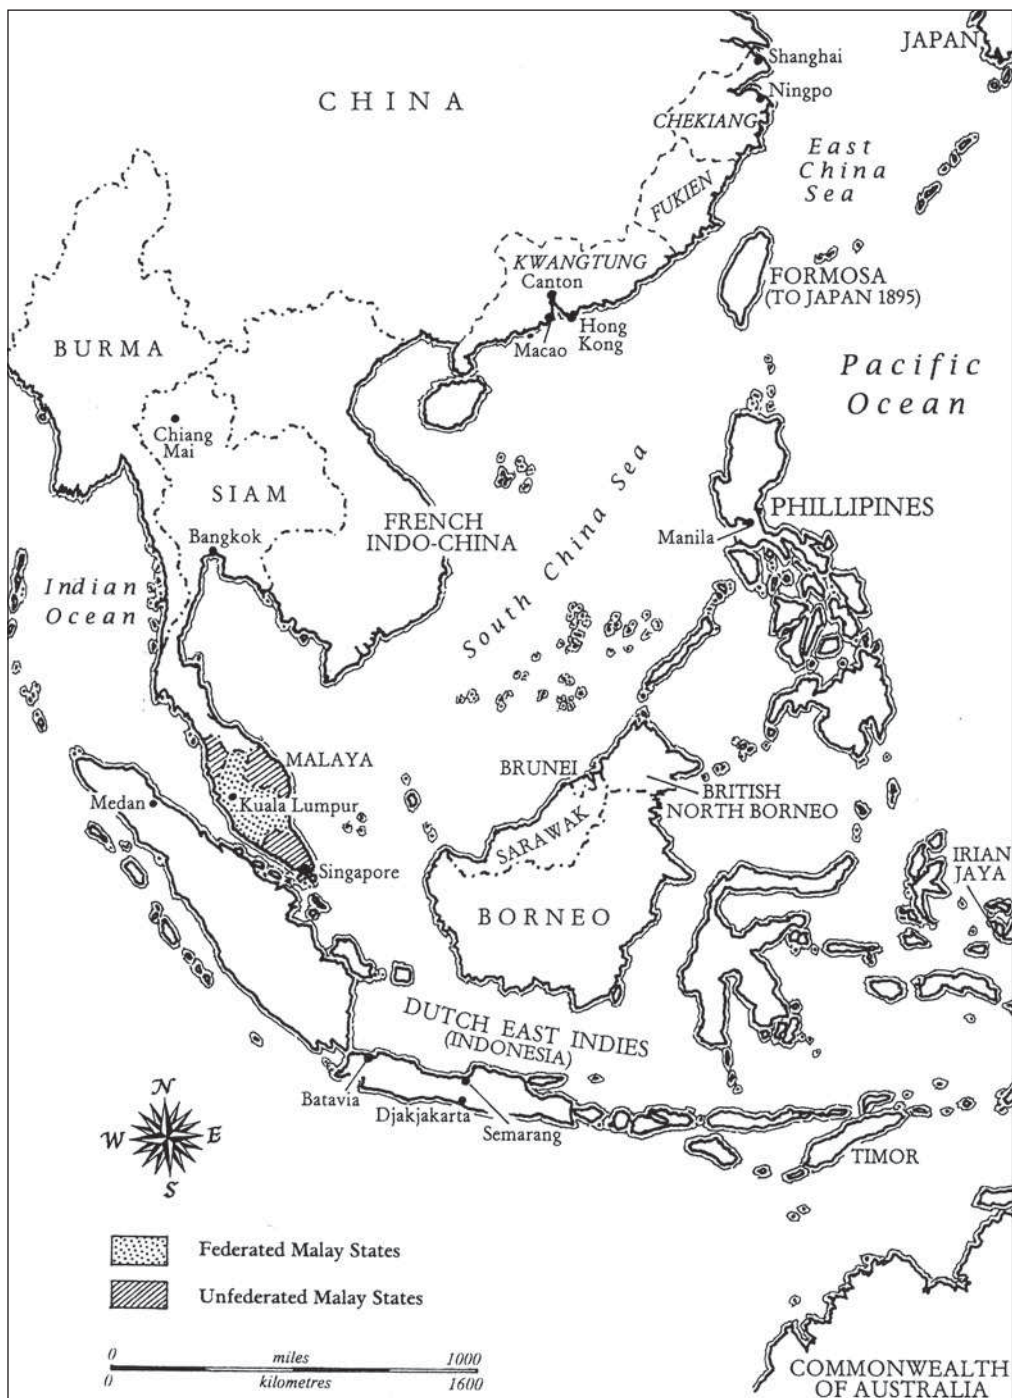 JAPAN
Shanghai
CHINA
Ningpo
CHEKIANG
East
China
Sea
FUKIEN
KWANGTUNG
Canton
FORMOSA
(TO JAPAN 1895)
Hong
Kong
Macao
BURMA
Pacific
Ocean
Chiang
Mai
SIAM
South China Sea
PHILLIPINES
FRENCH
INDO-CHINA
Manila
Bangkok
Indian
Ocean
MALAYA
BRUNEI
BRITISH
NORTH BORNEO
Medan
Kuala Lumpur
SARAWAK
IRIAN
JAYA
Singapore
BORNEO
DUTCH EAST INDIES
(INDONESIA)
Batavia
Djakjakarta
Semarang
TIMOR
N
W
E
S
Federated Malay States
Unfederated Malay States
0 miles 1000
0 kilometres 1600
COMMONWEALTH
OF AUSTRALIA